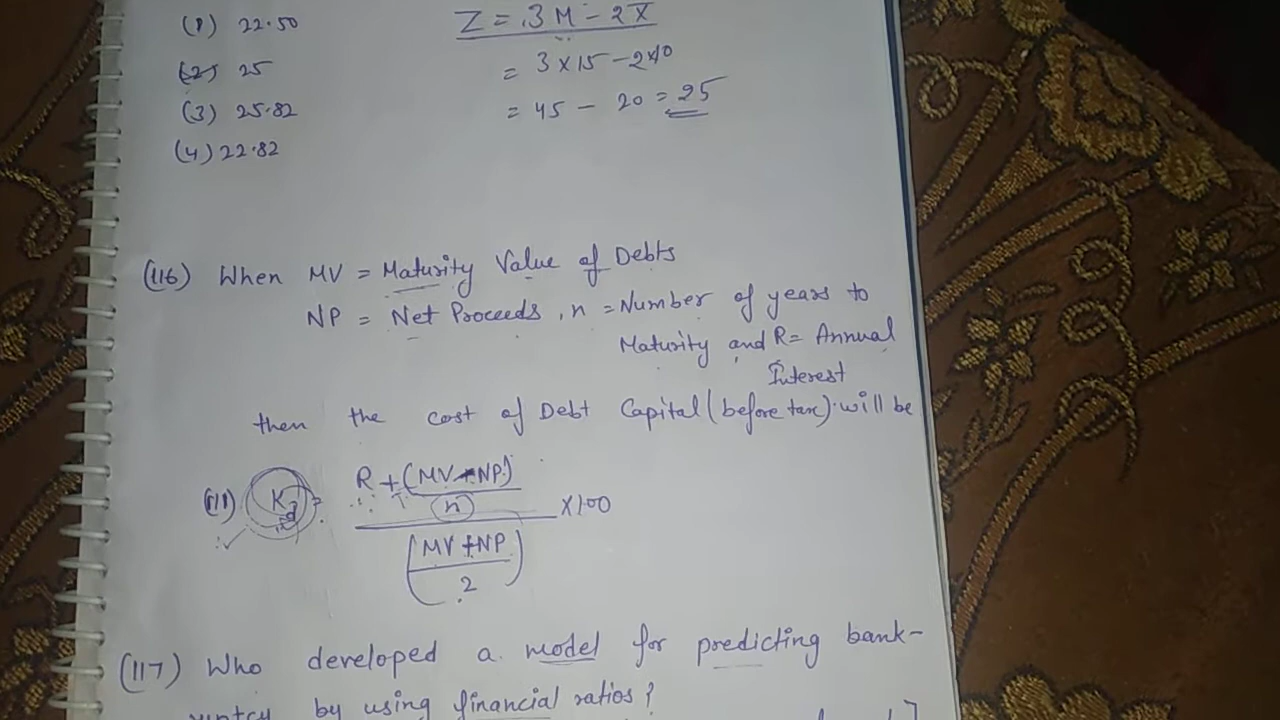 (1) 22.50
Z = 3M - 2X̄
(2) 25
= 3×15 - 2×10
(3) 25.82
= 45 - 20 = 25
(4) 22.82
(116) When MV = Maturity Value of Debts
NP = Net Proceeds, n = Number of years to
Maturity and R = Annual
Interest
then the cost of Debt Capital (before tax) will be
(1) Kd = R + (MV - NP)
n
×100
(MV + NP)
2
(117) Who developed a model for predicting bank-
ruptcy by using financial ratios?